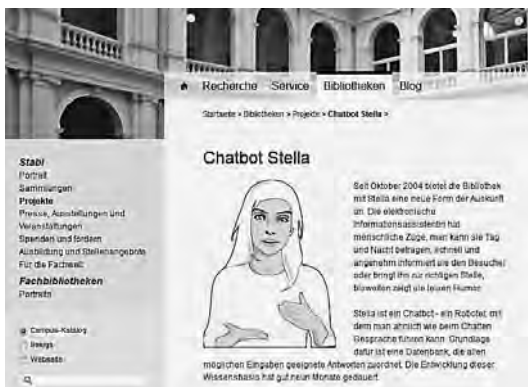 Recherche Service Bibliotheken Blog
Startseite > Bibliotheken > Projekte > Chatbot Stella >
Stabi
Portrait
Sammlungen
Projekte
Presse, Ausstellungen und
Veranstaltungen
Spenden und fördern
Ausbildung und Stellenangebote
Für die Fachwelt
Fachbibliotheken
Portraits
Campus-Katalog
beluga
Webseite
Chatbot Stella
Seit Oktober 2004 bietet die Bibliothek
mit Stella eine neue Form der Auskunft
an. Die elektronische
Informationsassistentin hat
menschliche Züge, man kann sie Tag
und Nacht befragen, schnell und
angenehm informiert sie den Besucher
oder bringt ihn zur richtigen Stelle,
bisweilen zeigt sie leisen Humor.
Stella ist ein Chatbot - ein Roboter, mit
dem man ähnlich wie beim Chatten
Gespräche führen kann. Grundlage
dafür ist eine Datenbank, die allen
möglichen Eingaben geeignete Antworten zuordnet. Die Entwicklung dieser
Wissensbasis hat gut neun Monate gedauert.